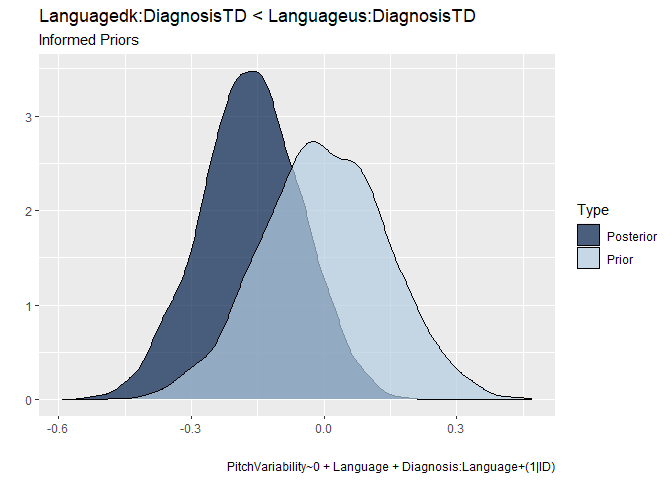 Languagedk:DiagnosisTD < Languageus:DiagnosisTD
Informed Priors
3
2
1
0
-0.6
-0.3
0.0
0.3
Type
Posterior
Prior
PitchVariability~0 + Language + Diagnosis:Language+(1|ID)